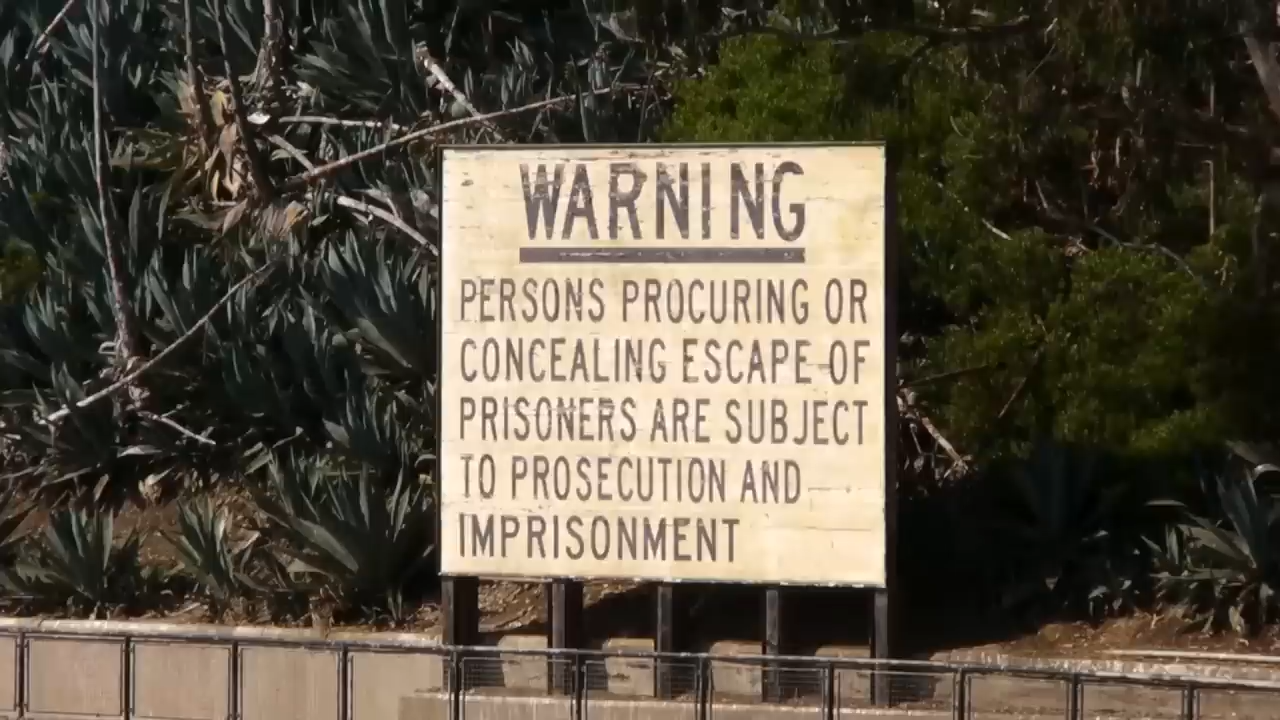 WARNING
PERSONS PROCURING OR
CONCEALING ESCAPE OF
PRISONERS ARE SUBJECT
TO PROSECUTION AND
IMPRISONMENT